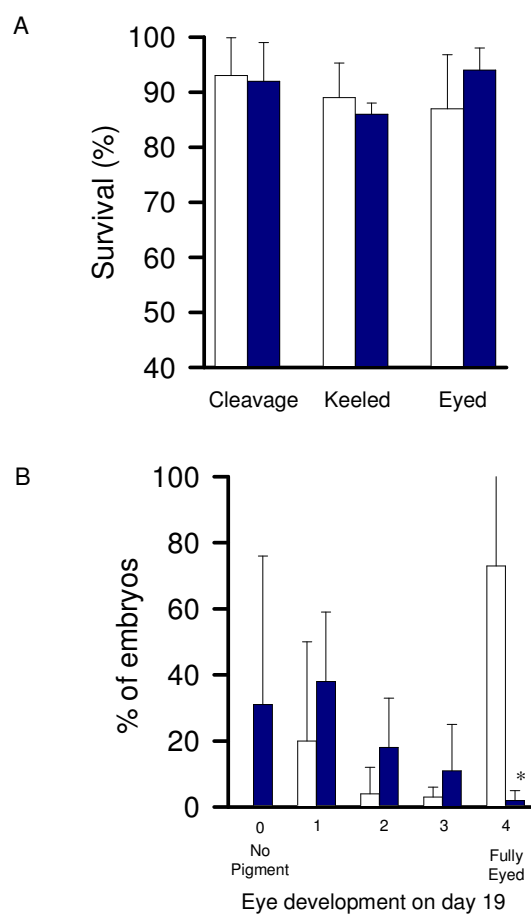 A
Survival (%)
100
90
80
70
60
50
40
Cleavage Keeled Eyed
B
% of embryos
100
80
60
40
20
0
*
0 1 2 3 4
No Fully
Pigment Eyed
Eye development on day 19